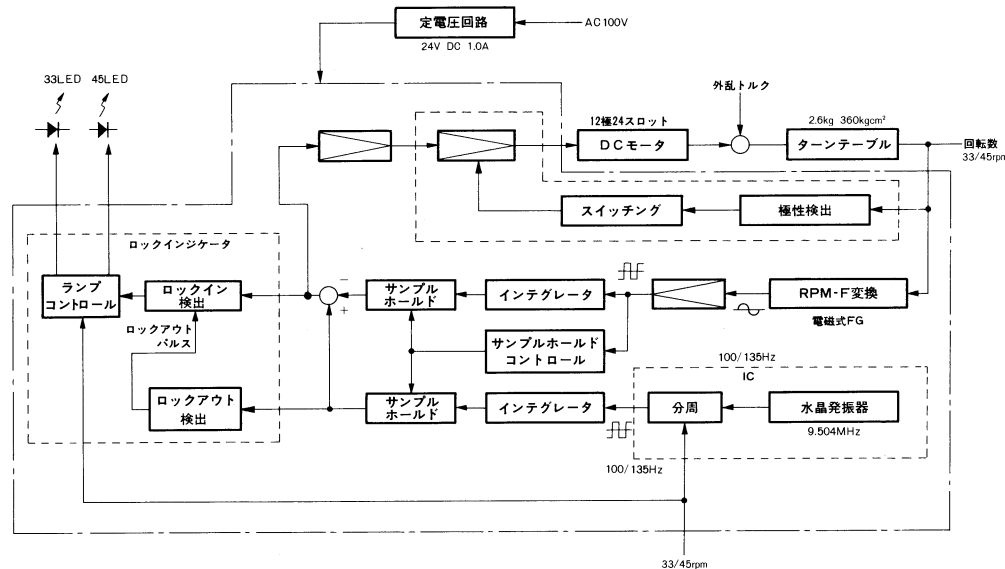 定電圧回路
AC100V
24V DC 1.0A
33LED
45LED
外乱トルク
12極24スロット
DCモータ
2.6kg 360kgcm²
ターンテーブル
回転数
33/45rpm
スイッチング
極性検出
ロックインジケータ
ランプ
コントロール
ロックイン
検出
−
+
サンプル
ホールド
インテグレータ
RPM-F変換
電磁式FG
ロックアウト
パルス
サンプルホールド
コントロール
100/135Hz
IC
ロックアウト
検出
サンプル
ホールド
インテグレータ
分周
水晶発振器
9.504MHz
100/135Hz
33/45rpm